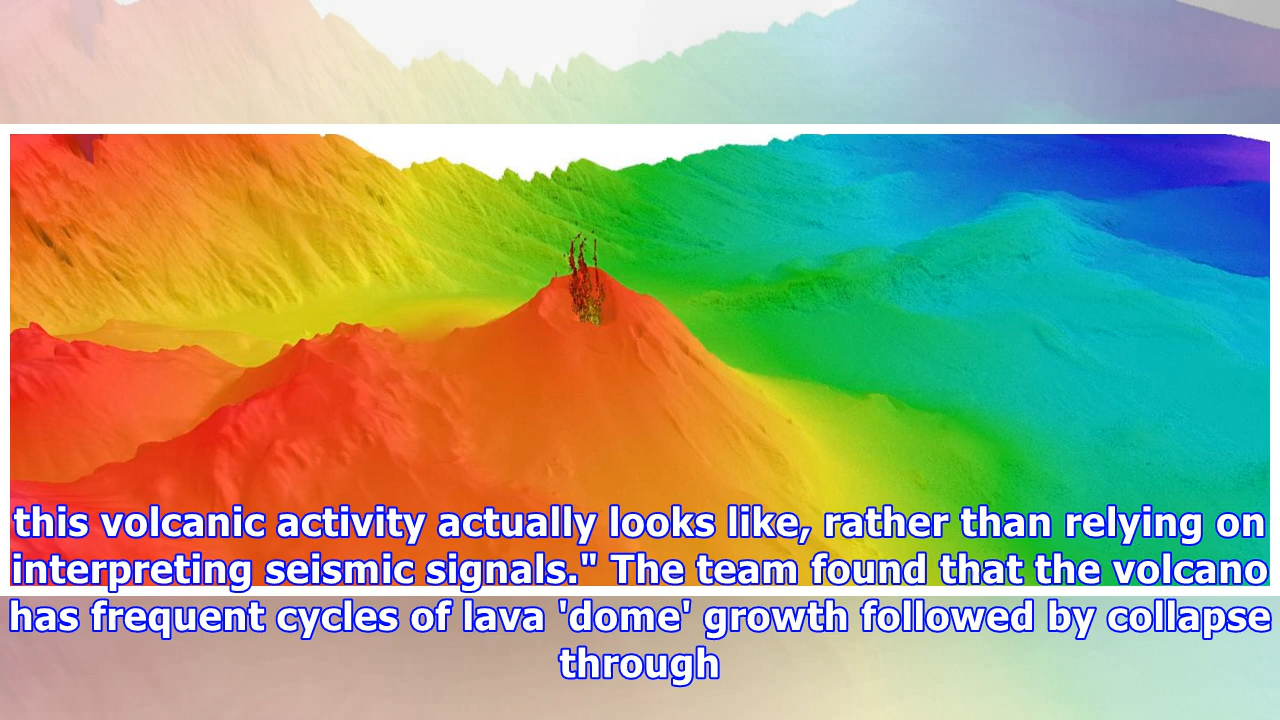 this volcanic activity actually looks like, rather than relying on
interpreting seismic signals." The team found that the volcano
has frequent cycles of lava 'dome' growth followed by collapse
through